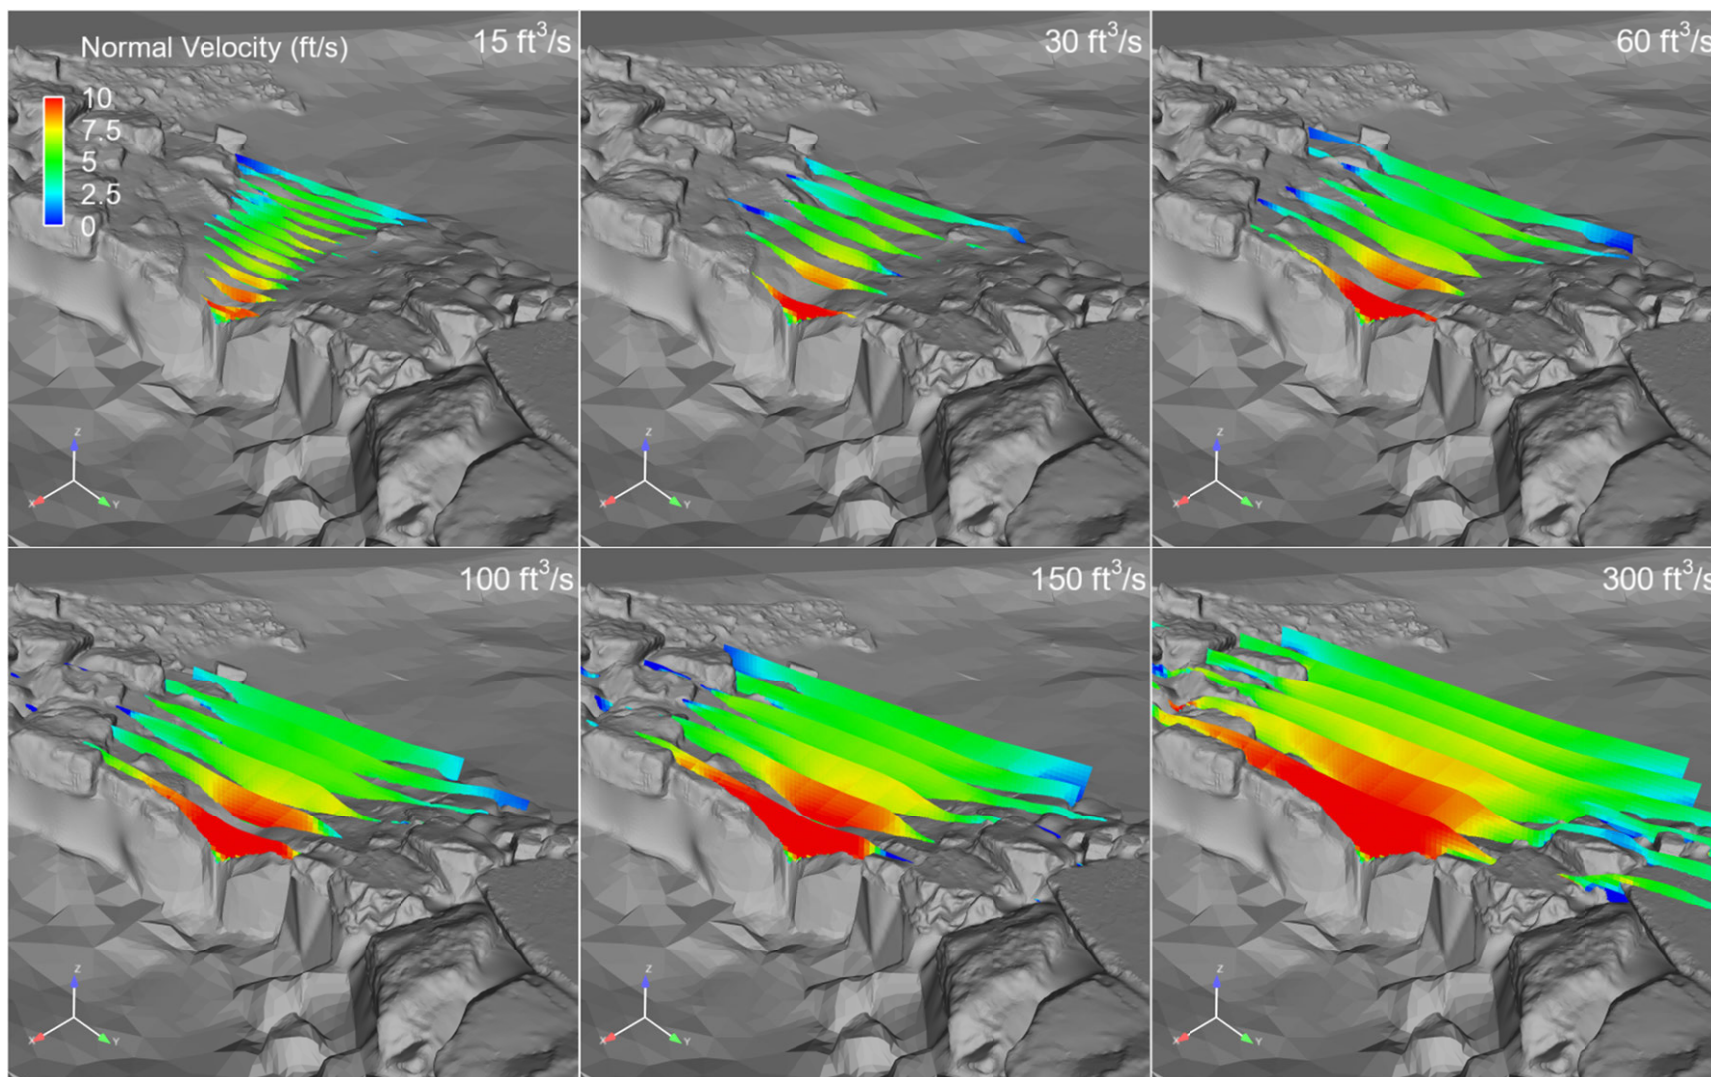 Normal Velocity (ft/s)
15 ft³/s
10
7.5
5
2.5
0
Z
X
Y
30 ft³/s
Z
X
Y
60 ft³/s
Z
X
Y
100 ft³/s
Z
X
Y
150 ft³/s
Z
X
Y
300 ft³/s
Z
X
Y